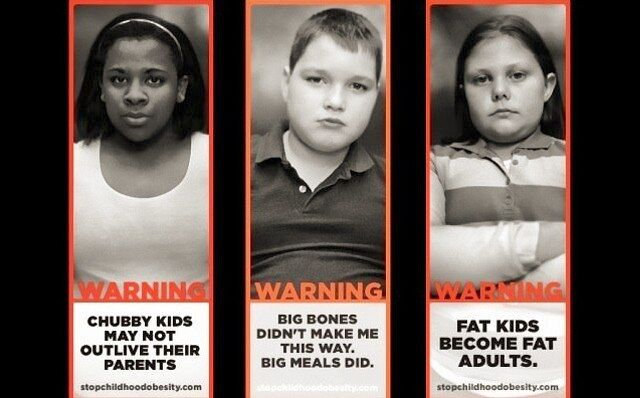 WARNING
CHUBBY KIDS
MAY NOT
OUTLIVE THEIR
PARENTS
stopchildhoodobesity.com
WARNING
BIG BONES
DIDN'T MAKE ME
THIS WAY.
BIG MEALS DID.
stopchildhoodobesity.com
WARNING
FAT KIDS
BECOME FAT
ADULTS.
stopchildhoodobesity.com